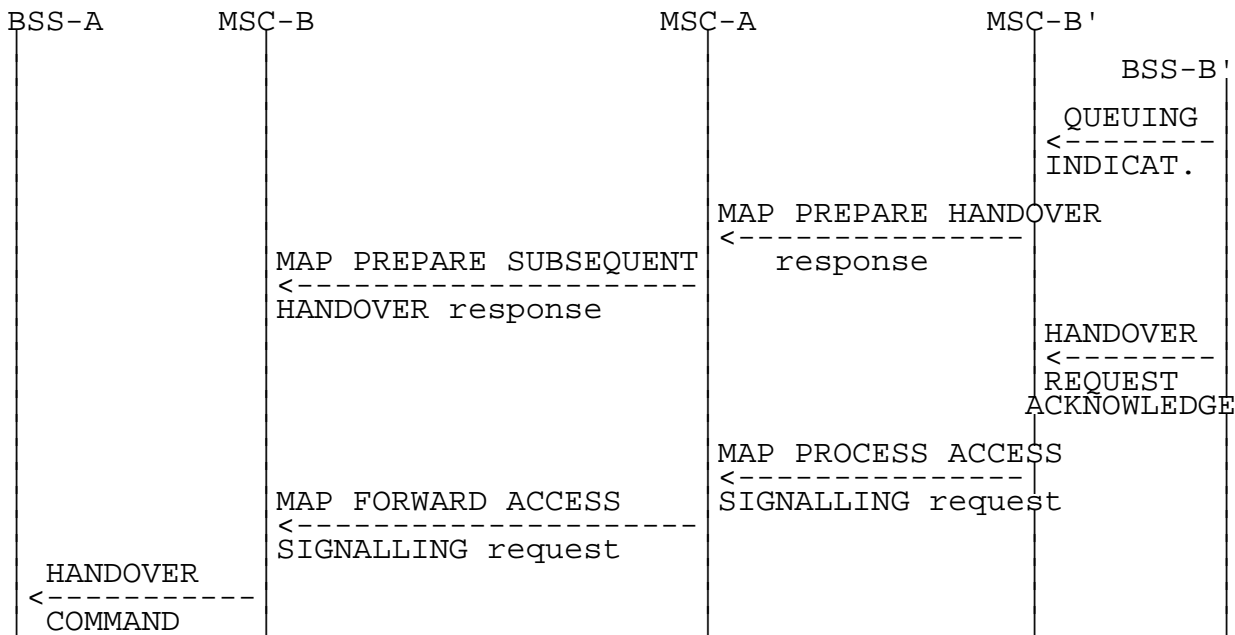 BSS-A MSC-B MSC-A MSC-B'
BSS-B'
QUEUING
<--------
INDICAT.
MAP PREPARE HANDOVER
<---------------
response
MAP PREPARE SUBSEQUENT
<---------------------
HANDOVER response
HANDOVER
<--------
REQUEST
ACKNOWLEDGE
MAP PROCESS ACCESS
<---------------
SIGNALLING request
MAP FORWARD ACCESS
<---------------------
SIGNALLING request
HANDOVER
<-----------
COMMAND